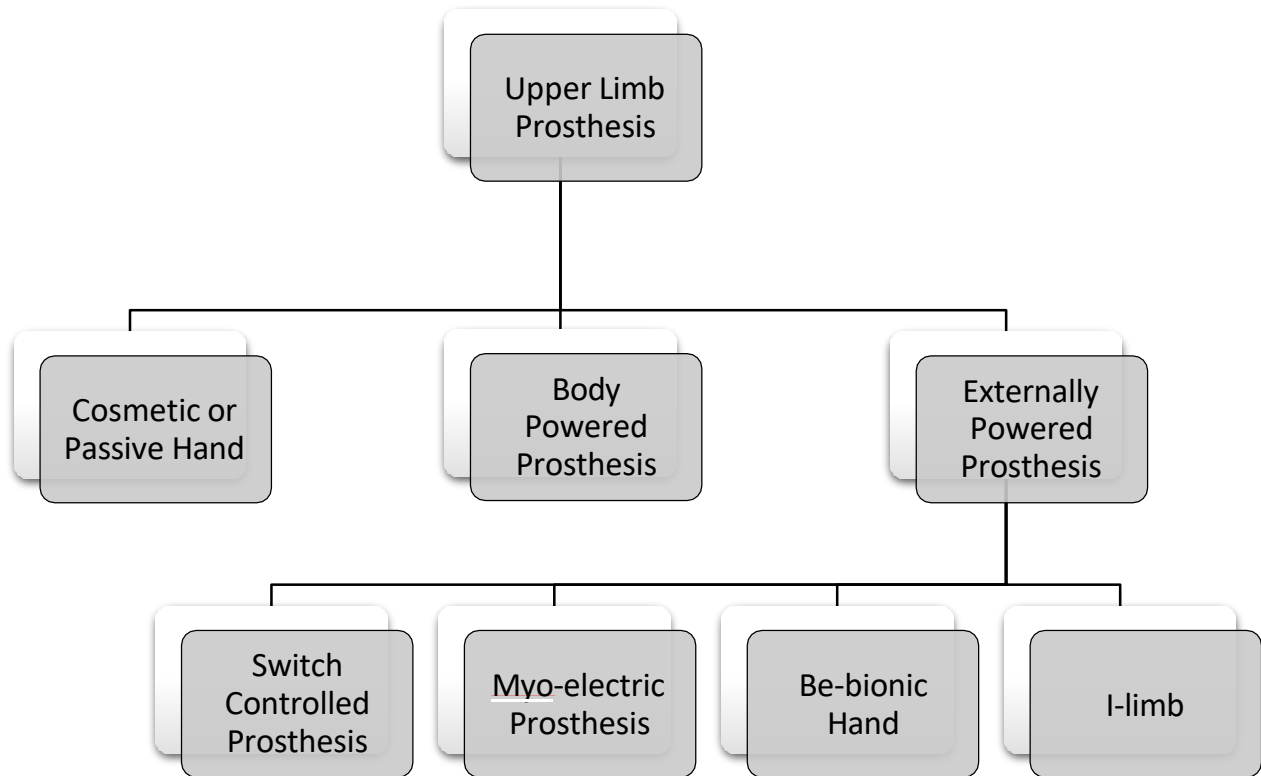 Upper Limb
Prosthesis
Cosmetic or
Passive Hand
Body
Powered
Prosthesis
Externally
Powered
Prosthesis
Switch
Controlled
Prosthesis
Myo-electric
Prosthesis
Be-bionic
Hand
I-limb